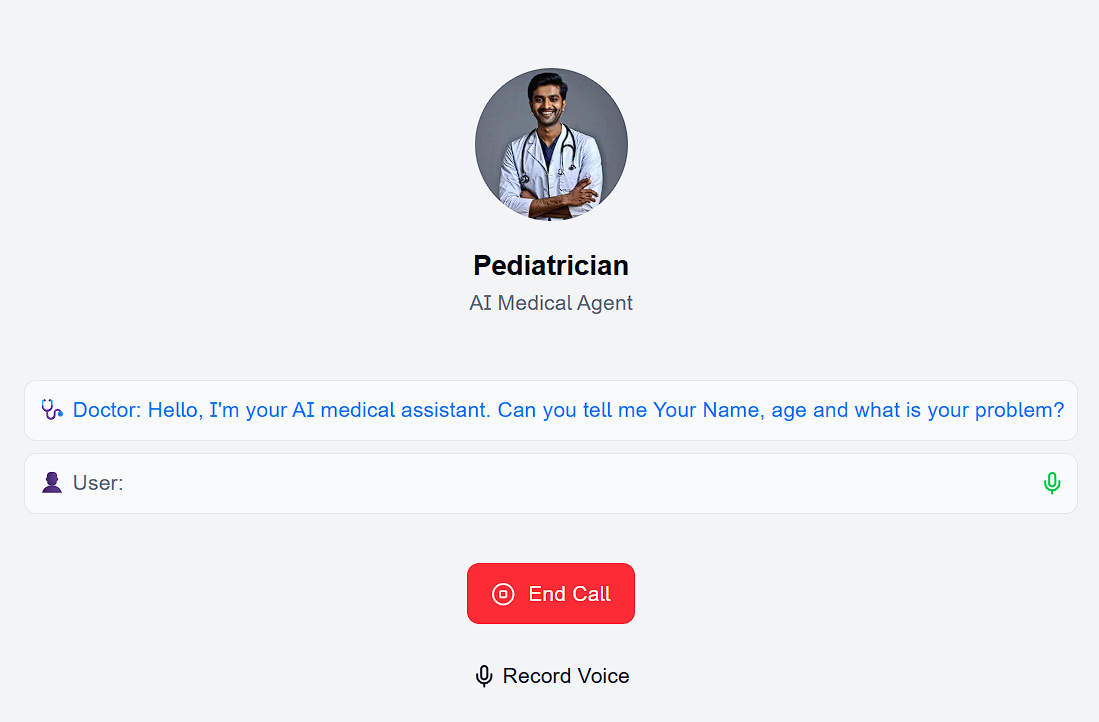 Pediatrician
AI Medical Agent
Doctor: Hello, I'm your AI medical assistant. Can you tell me Your Name, age and what is your problem?
User:
End Call
Record Voice